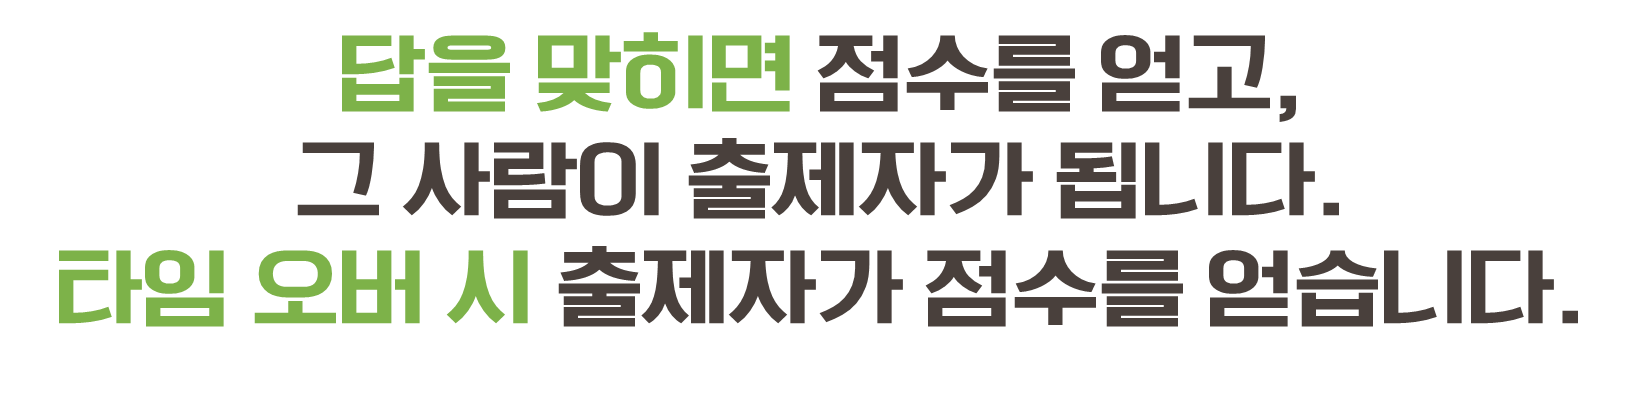 답을 맞히면 점수를 얻고,
그 사람이 출제자가 됩니다.
타임 오버 시 출제자가 점수를 얻습니다.